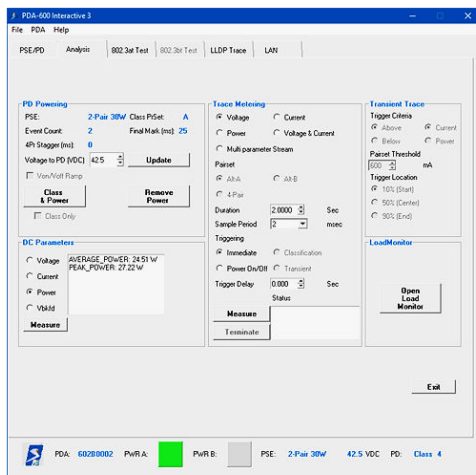 PDA-600 Interactive 3
File PDA Help
PSE/PD Analysis 802.3at Test 802.3bt Test LLDP Trace LAN
PD Powering
PSE: 2-Pair 30W Class PrSet: A
Event Count: 2 Final Mark (ms): 25
4Pr Stagger (ms): 0
Voltage to PD (VDC) 42.5 Update
Von/Voff Ramp
Class & Power
Remove Power
Class Only
DC Parameters
Voltage
Current
Power
Vbkfd
AVERAGE_POWER: 24.51 W
PEAK_POWER: 27.22 W
Measure
Trace Metering
Voltage Current
Power Voltage & Current
Multi parameter Stream
Pairset
Alt-A Alt-B
4-Pair
Duration 2.0000 Sec
Sample Period 2 msec
Triggering
Immediate Classification
Power On/Off Transient
Trigger Delay 0.000 Sec
Status
Measure
Terminate
Transient Trace
Trigger Criteria
Above Current
Below Power
Pairset Threshold
600 mA
Trigger Location
10% (Start)
50% (Center)
90% (End)
LoadMonitor
Open Load Monitor
Exit
PDA: 602B0002 PWR A: PWR B: PSE: 2-Pair 30W 42.5 VDC PD: Class 4